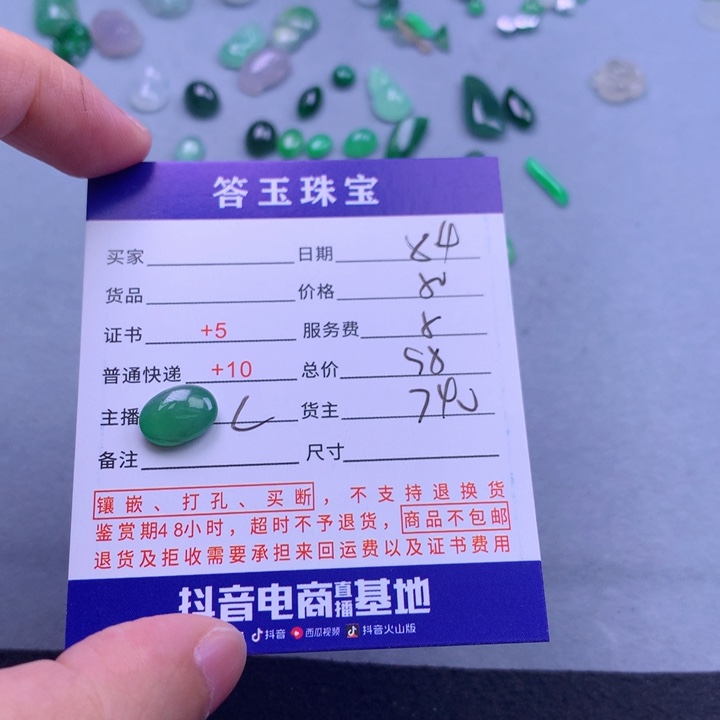 答玉珠宝
买家 日期 84
货品 价格
证书 +5 服务费 8
普通快递 +10 总价 58
主播 L 货主 740
备注 尺寸
镶嵌、打孔、买断，不支持退换货
鉴赏期48小时，超时不予退货，商品不包邮
退货及拒收需要承担来回运费以及证书费用
抖音电商直播基地
抖音 西瓜视频 抖音火山版